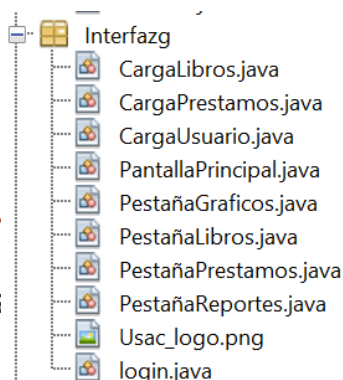 Interfazg
CargaLibros.java
CargaPrestamos.java
CargaUsuario.java
PantallaPrincipal.java
PestañaGraficos.java
PestañaLibros.java
PestañaPrestamos.java
PestañaReportes.java
Usac_logo.png
login.java